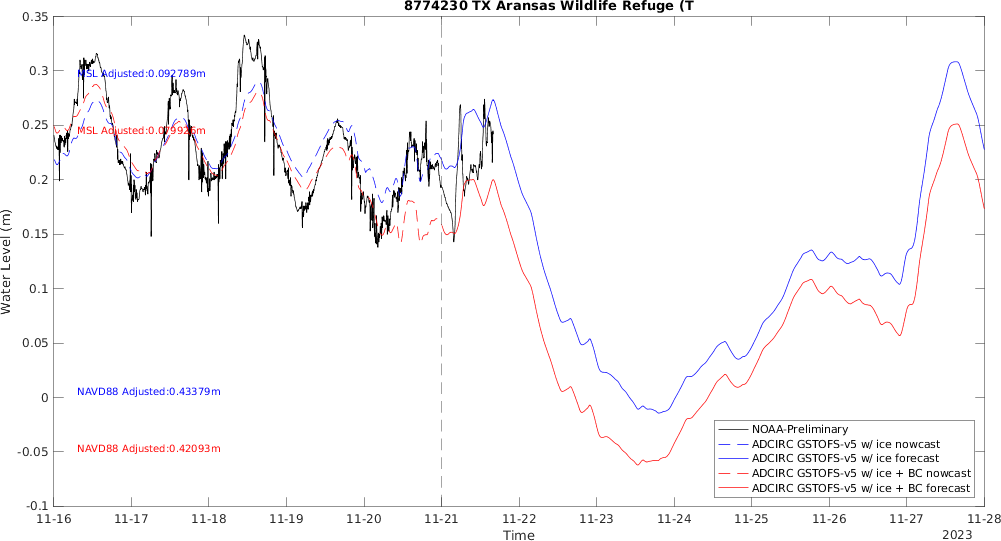 8774230 TX Aransas Wildlife Refuge (T
0.35
0.3
0.25
0.2
0.15
0.1
0.05
0
-0.05
-0.1
Water Level (m)
MSL Adjusted:0.092789m
MSL Adjusted:0.079926m
NAVD88 Adjusted:0.43379m
NAVD88 Adjusted:0.42093m
NOAA-Preliminary
ADCIRC GSTOFS-v5 w/ ice nowcast
ADCIRC GSTOFS-v5 w/ ice forecast
ADCIRC GSTOFS-v5 w/ ice + BC nowcast
ADCIRC GSTOFS-v5 w/ ice + BC forecast
11-16 11-17 11-18 11-19 11-20 11-21 11-22 11-23 11-24 11-25 11-26 11-27 11-28
Time
2023